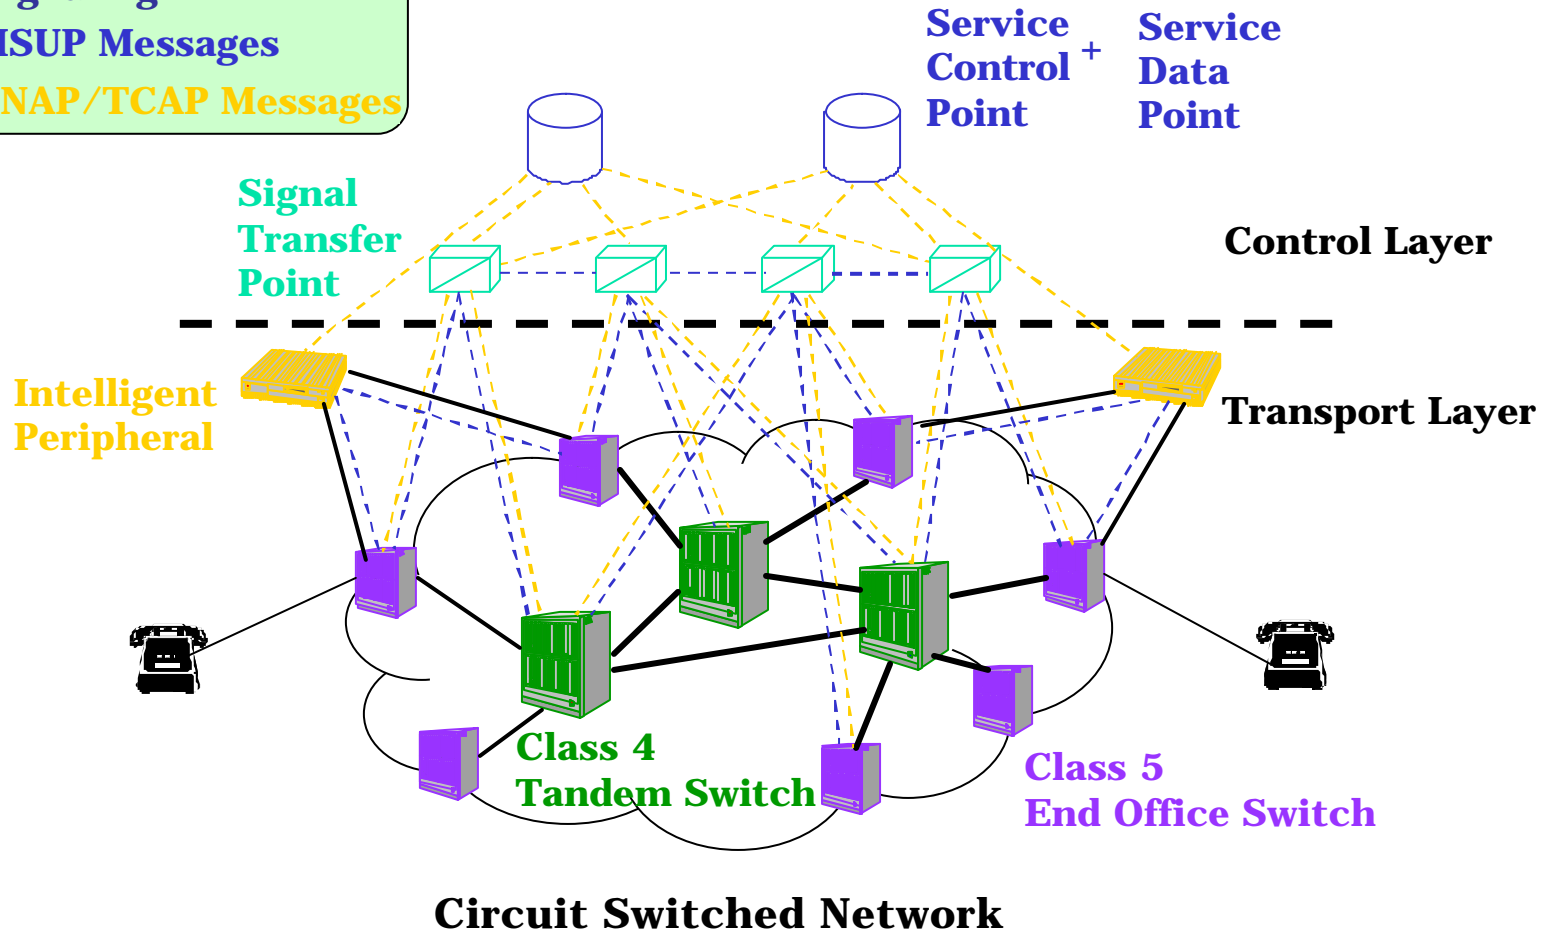 ISUP Messages
NAP/TCAP Messages
Service
Control
Point
+
Service
Data
Point
Signal
Transfer
Point
Control Layer
Intelligent
Peripheral
Transport Layer
Class 4
Tandem Switch
Class 5
End Office Switch
Circuit Switched Network